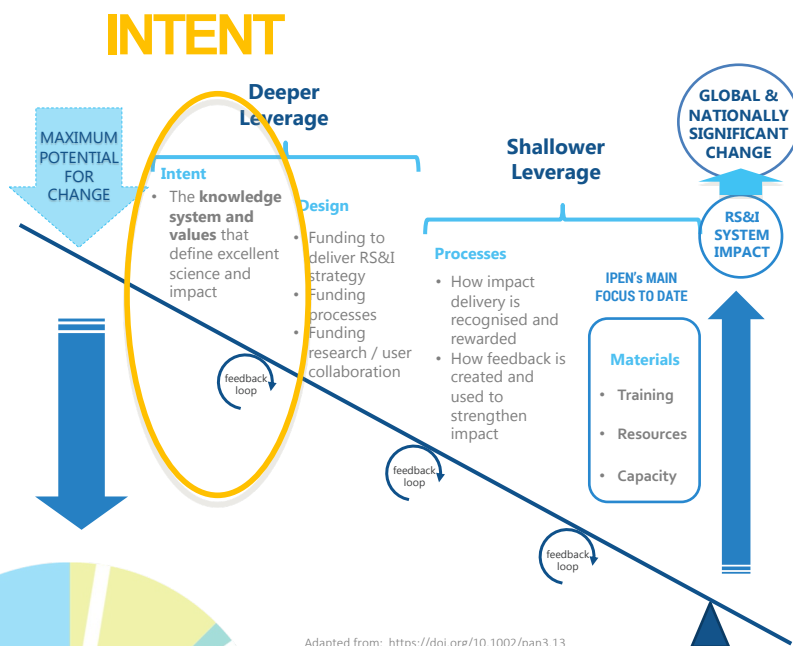 INTENT
Deeper
Leverage
MAXIMUM
POTENTIAL
FOR
CHANGE
Intent
• The knowledge
system and
values that
define excellent
science and
impact
Design
• Funding to
deliver RS&I
strategy
• Funding
processes
• Funding
research / user
collaboration
Shallower
Leverage
Processes
• How impact
delivery is
recognised and
rewarded
• How feedback is
created and
used to
strengthen
impact
IPEN's MAIN
FOCUS TO DATE
Materials
• Training
• Resources
• Capacity
GLOBAL &
NATIONALLY
SIGNIFICANT
CHANGE
RS&I
SYSTEM
IMPACT
feedback
loop
feedback
loop
feedback
loop
Adapted from: https://doi.org/10.1002/pan3.13